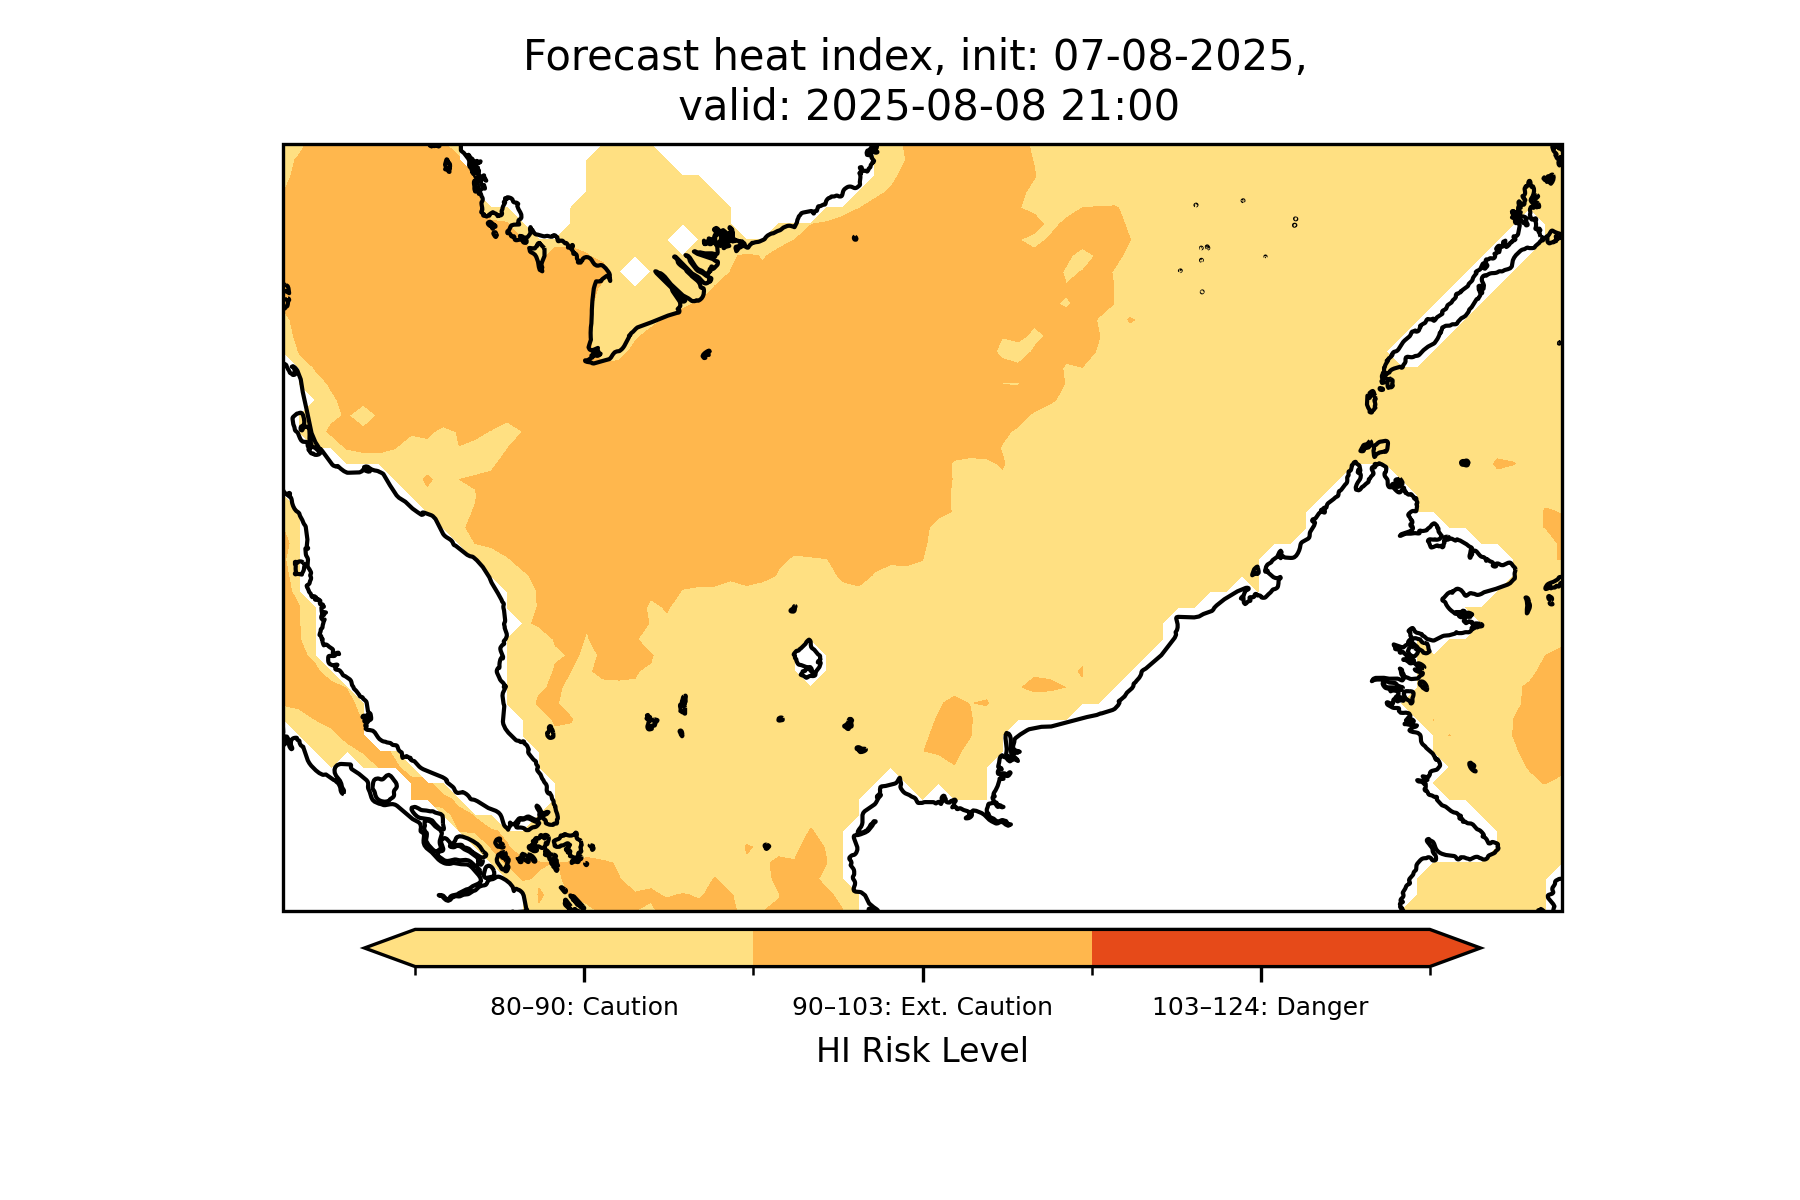 Forecast heat index, init: 07-08-2025,
valid: 2025-08-08 21:00
80–90: Caution
90–103: Ext. Caution
103–124: Danger
HI Risk Level